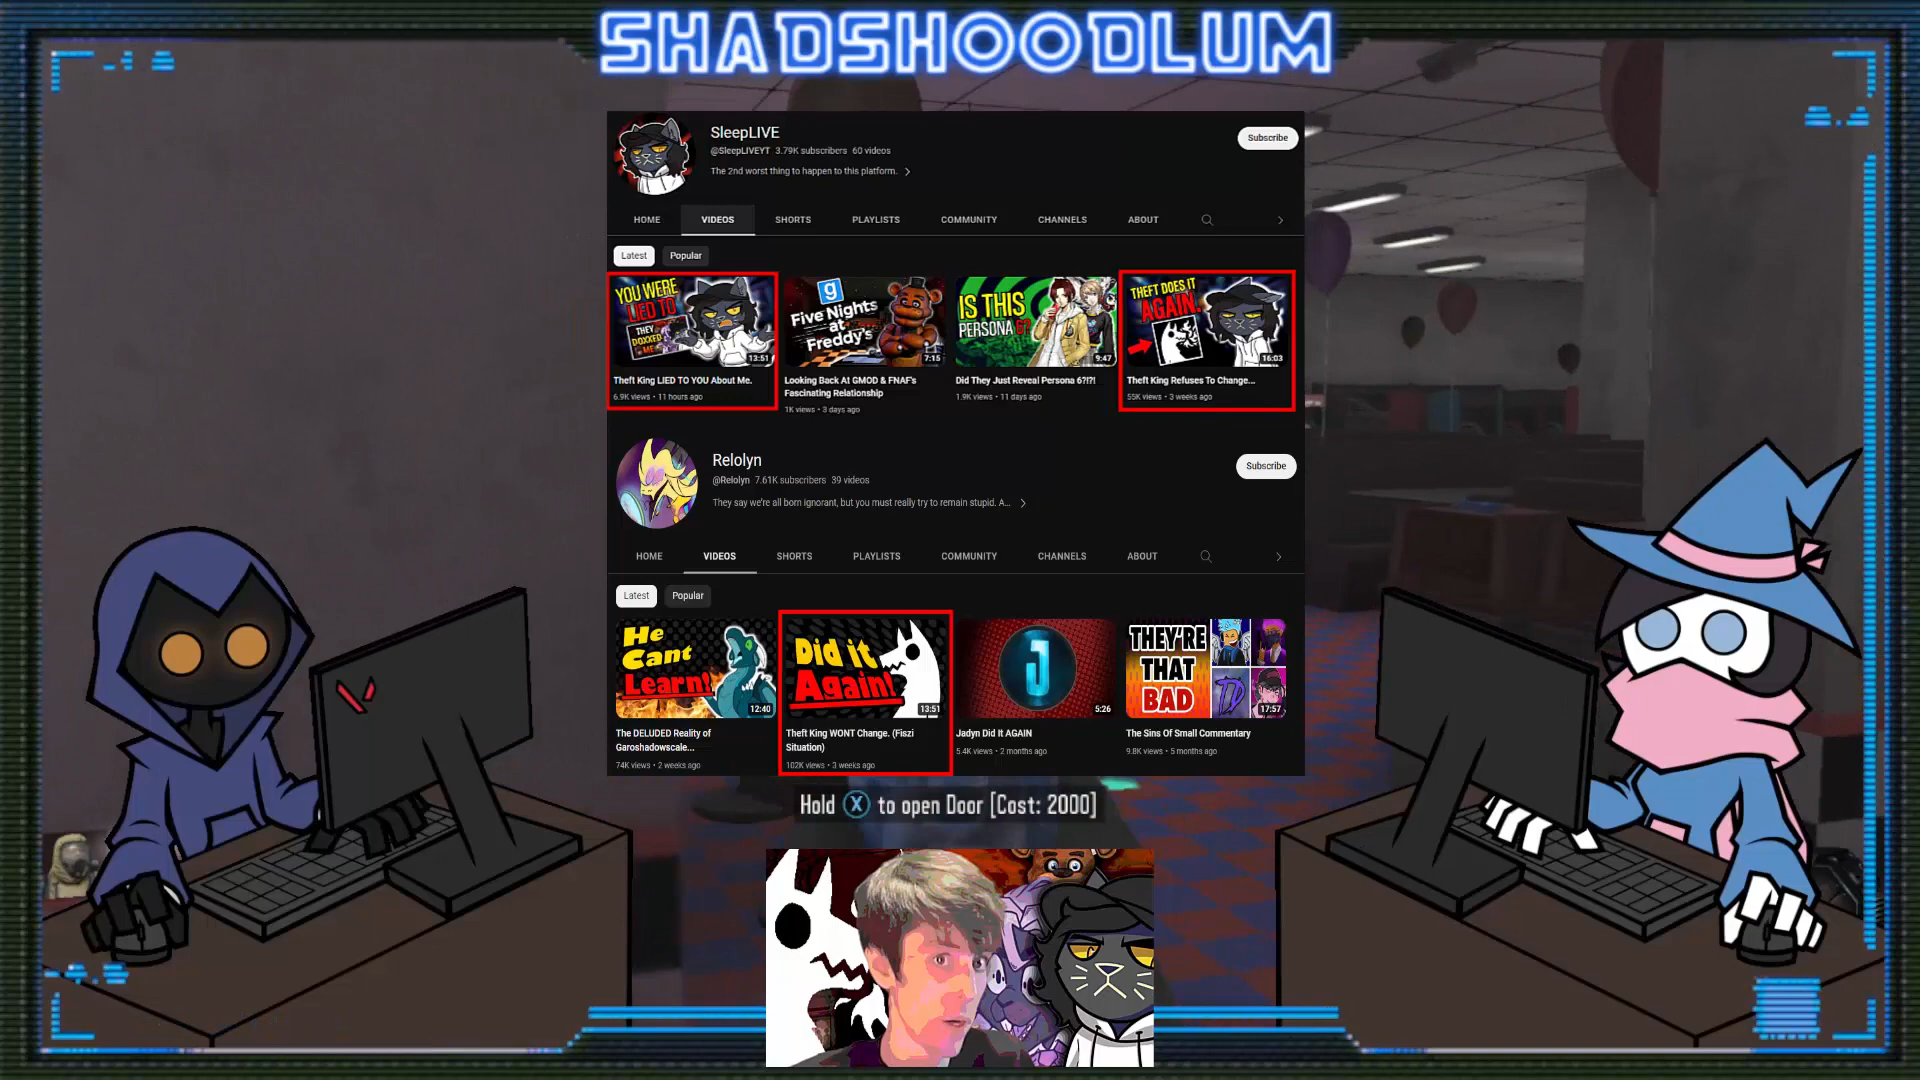 SHADSHOODLUM
SleepLIVE
@SleepLIVEYT 3.79K subscribers 60 videos
The 2nd worst thing to happen to this platform.
Subscribe
HOME VIDEOS SHORTS PLAYLISTS COMMUNITY CHANNELS ABOUT
Latest Popular
YOU WERE
LIED TO
THEY
DOXXED
ME
13:51
Theft King LIED TO YOU About Me.
6.9K views • 11 hours ago
g
Five Nights
at
Freddy's
7:15
Looking Back At GMOD & FNAF's
Fascinating Relationship
1K views • 3 days ago
IS THIS
PERSONA 6?
9:47
Did They Just Reveal Persona 6?!?!
1.9K views • 11 days ago
THEFT DOES IT
AGAIN.
16:03
Theft King Refuses To Change...
55K views • 3 weeks ago
Relolyn
@Relolyn 7.61K subscribers 39 videos
They say we're all born ignorant, but you must really try to remain stupid. A...
Subscribe
HOME VIDEOS SHORTS PLAYLISTS COMMUNITY CHANNELS ABOUT
Latest Popular
He
Cant
Learn!
12:40
The DELUDED Reality of
Garoshadowscale...
74K views • 2 weeks ago
Did it
Again!
13:51
Theft King WONT Change. (Fiszi
Situation)
102K views • 3 weeks ago
J
5:26
Jadyn Did It AGAIN
5.4K views • 2 months ago
THEY'RE
THAT
BAD
TD
17:57
The Sins Of Small Commentary
9.8K views • 5 months ago
Hold X to open Door [Cost: 2000]